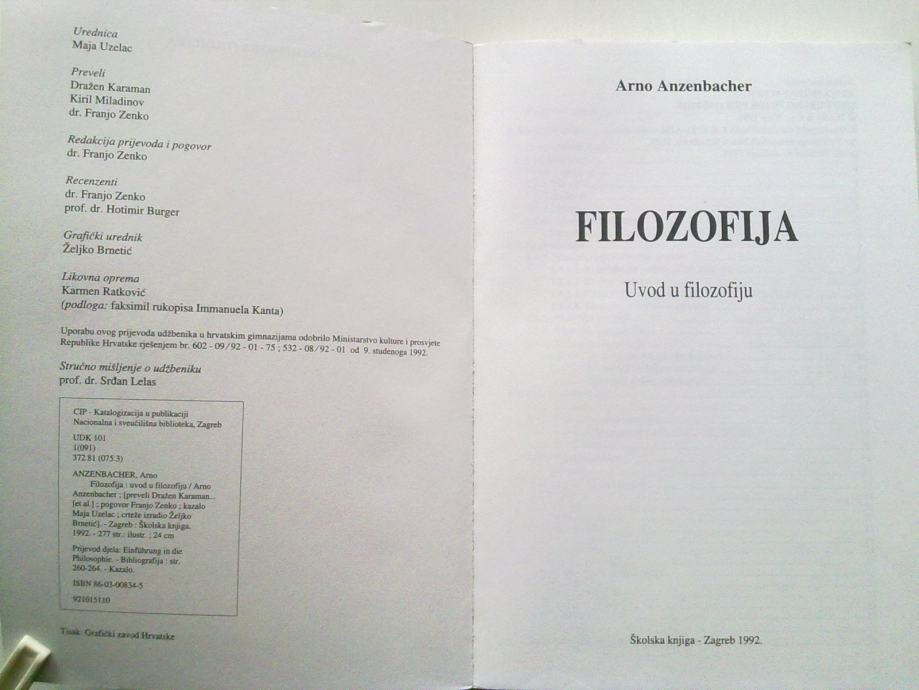 Urednica
Maja Uzelac
Preveli
Dražen Karaman
Kiril Miladinov
dr. Franjo Zenko
Redakcija prijevoda i pogovor
dr. Franjo Zenko
Recenzenti
dr. Franjo Zenko
prof. dr. Hotimir Burger
Grafički urednik
Željko Brnetić
Likovna oprema
Karmen Ratković
(podloga: faksimil rukopisa Immanuela Kanta)
Uporabu ovog prijevoda udžbenika u hrvatskim gimnazijama odobrilo Ministarstvo kulture i prosvjete
Republike Hrvatske rješenjem br. 602 - 09/92 - 01 - 75 ; 532 - 08/92 - 01 od 9. studenoga 1992.
Stručno mišljenje o udžbeniku
prof. dr. Srđan Lelas
CIP - Katalogizacija u publikaciji
Nacionalna i sveučilišna biblioteka, Zagreb
UDK 101
1(091)
372.81 (075.3)
ANZENBACHER, Arno
Filozofija : uvod u filozofiju / Arno
Anzenbacher ; [preveli Dražen Karaman...
[et al.] ; pogovor Franjo Zenko ; kazalo
Maja Uzelac ; crteže izradio Željko
Brnetić]. - Zagreb : Školska knjiga,
1992. - 277 str. : ilustr. ; 24 cm
Prijevod djela: Einführung in die
Philosophie. - Bibliografija : str.
260-264. - Kazalo.
ISBN 86-03-00834-5
921015110
Tisak: Grafički zavod Hrvatske
Arno Anzenbacher
FILOZOFIJA
Uvod u filozofiju
Školska knjiga - Zagreb 1992.